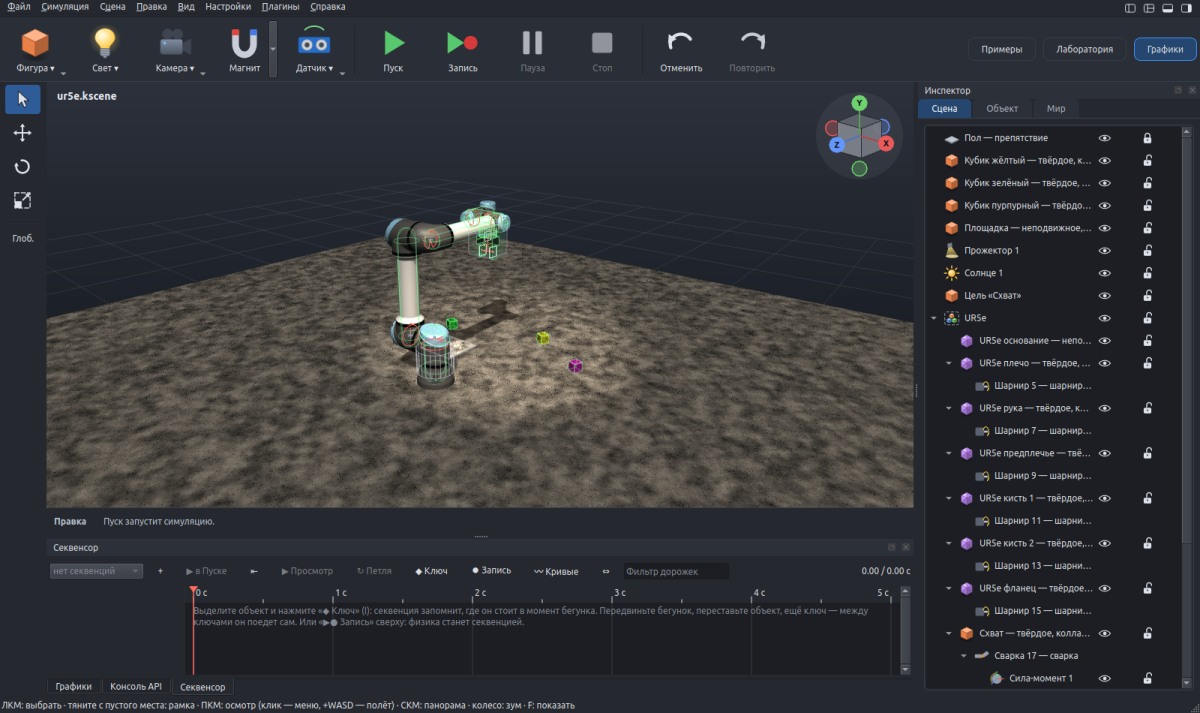 Файл Симуляция Сцена Правка Вид Настройки Плагины Справка
Фигура ▾ Свет ▾ Камера ▾ Магнит Датчик ▾ Пуск Запись Пауза Стоп Отменить Повторить Примеры Лаборатория Графики
ur5e.kscene
Y
Z X
Глоб.
Инспектор
Сцена Объект Мир
Пол — препятствие
Кубик жёлтый — твёрдое, к...
Кубик зелёный — твёрдое, ...
Кубик пурпурный — твёрдо...
Площадка — неподвижное,...
Прожектор 1
Солнце 1
Цель «Схват»
UR5e
UR5e основание — непо...
UR5e плечо — твёрдое, ...
Шарнир 5 — шарнир...
UR5e рука — твёрдое, к...
Шарнир 7 — шарнир...
UR5e предплечье — твё...
Шарнир 9 — шарнир...
UR5e кисть 1 — твёрдое,...
Шарнир 11 — шарни...
UR5e кисть 2 — твёрдое,...
Шарнир 13 — шарни...
UR5e фланец — твёрдое,...
Шарнир 15 — шарни...
Схват — твёрдое, колла...
Сварка 17 — сварка
Сила-момент 1
Правка Пуск запустит симуляцию.
Секвенсор
нет секвенций + ▶ в Пуске ⇤ ▶ Просмотр ↻ Петля ◆ Ключ ● Запись Кривые ⇔ Фильтр дорожек 0.00 / 0.00 с
0 с 1 с 2 с 3 с 4 с 5 с
Выделите объект и нажмите «◆ Ключ» (I): секвенция запомнит, где он стоит в момент бегунка. Передвиньте бегунок, переставьте объект, ещё ключ — между
ключами он поедет сам. Или «▶● Запись» сверху: физика станет секвенцией.
Графики Консоль API Секвенсор
ЛКМ: выбрать · тяните с пустого места: рамка · ПКМ: осмотр (клик — меню, +WASD — полёт) · СКМ: панорама · колесо: зум · F: показать